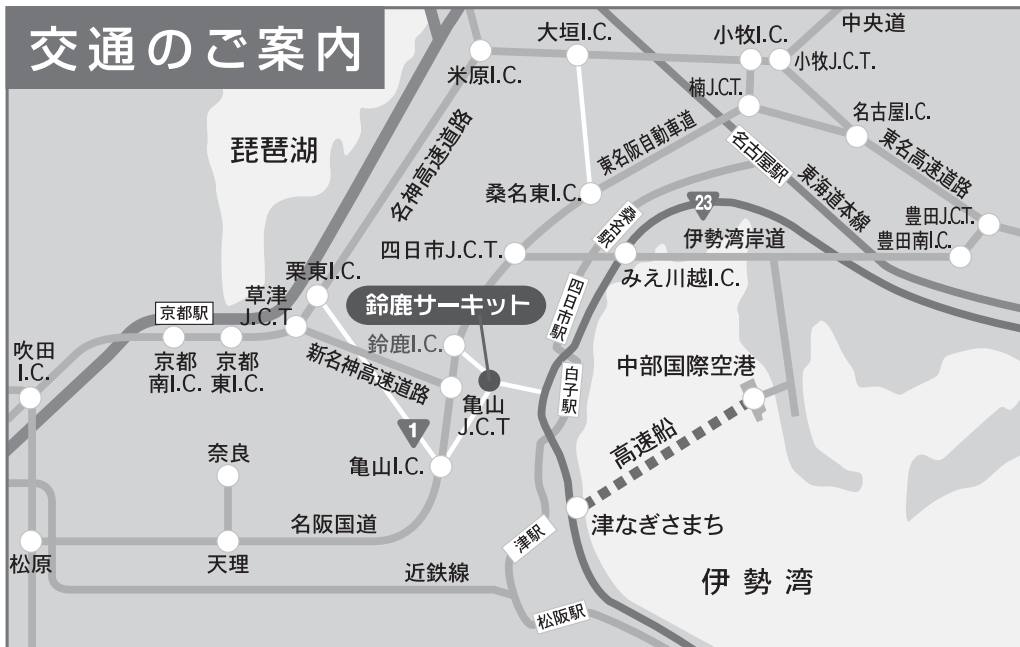 交通のご案内
大垣I.C.
小牧I.C.
中央道
米原I.C.
小牧J.C.T.
楠J.C.T.
名古屋I.C.
琵琶湖
名神高速道路
東名阪自動車道
名古屋駅
東海道本線
東名高速道路
桑名東I.C.
桑名駅
23
伊勢湾岸道
豊田J.C.T.
豊田南I.C.
四日市J.C.T.
みえ川越I.C.
栗東I.C.
草津
J.C.T
京都駅
鈴鹿サーキット
四日市駅
吹田
I.C.
京都
南I.C.
京都
東I.C.
新名神高速道路
鈴鹿I.C.
白子駅
中部国際空港
亀山
J.C.T
1
高速船
奈良
亀山I.C.
名阪国道
津駅
津なぎさまち
松原
天理
近鉄線
松阪駅
伊勢湾